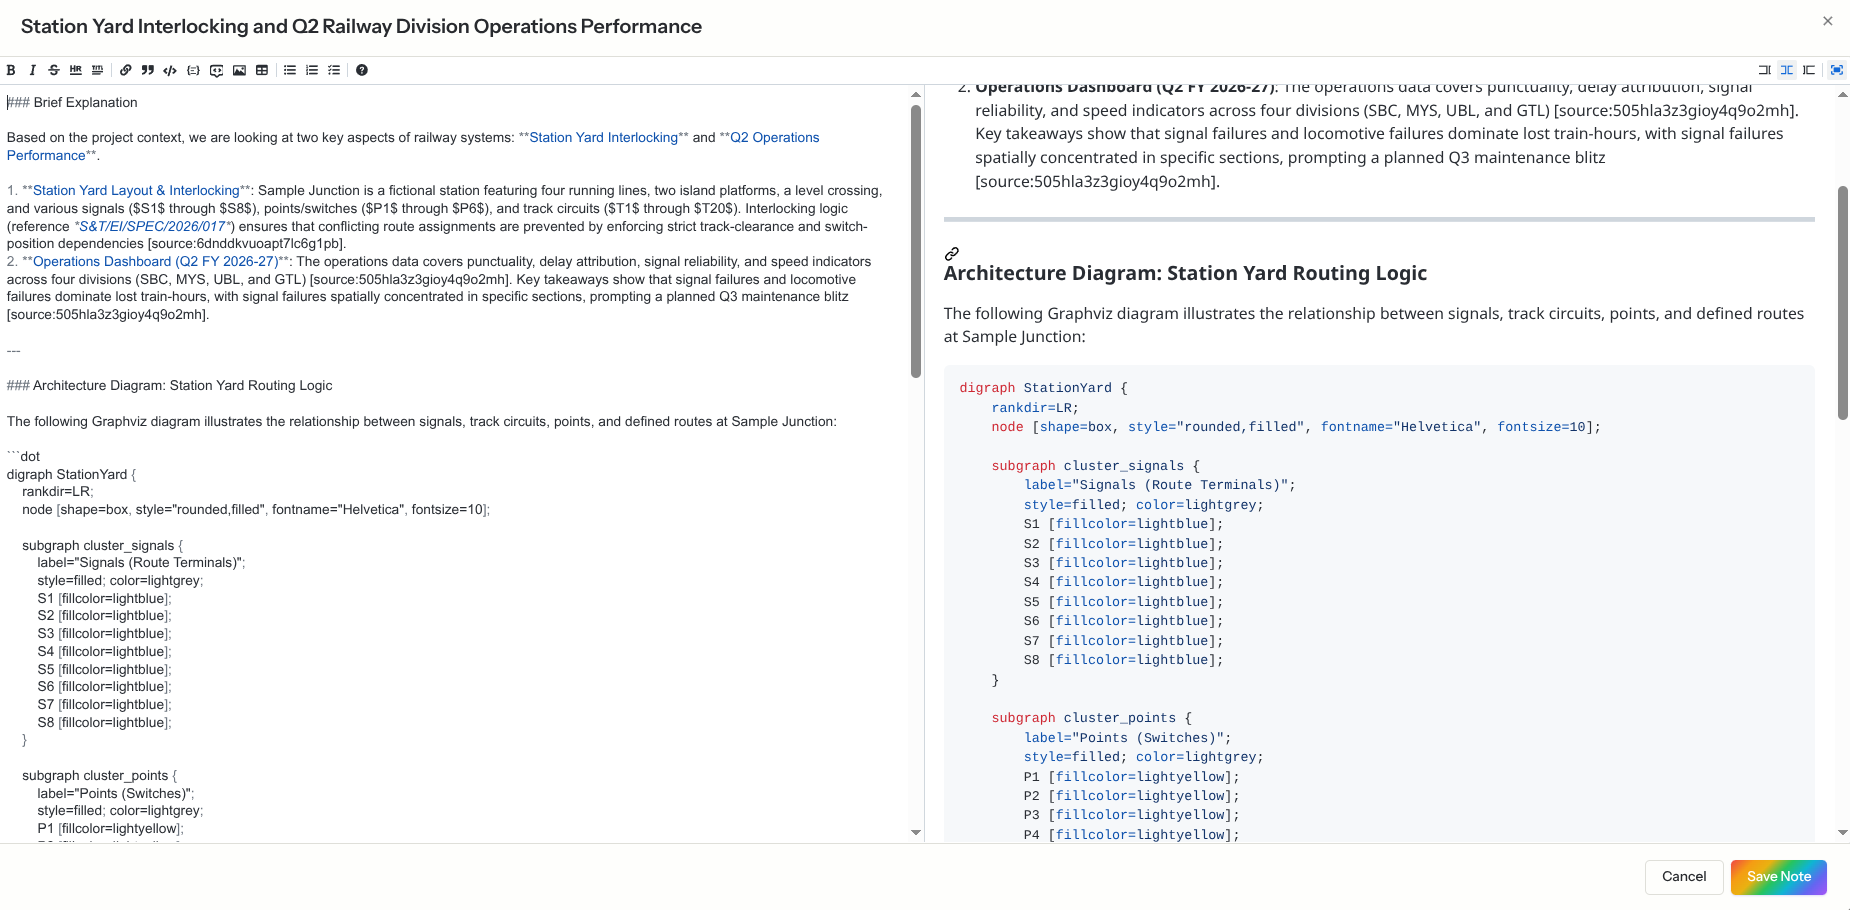 Station Yard Interlocking and Q2 Railway Division Operations Performance
### Brief Explanation
Based on the project context, we are looking at two key aspects of railway systems: **Station Yard Interlocking** and **Q2 Operations
Performance**.
1. **Station Yard Layout & Interlocking**: Sample Junction is a fictional station featuring four running lines, two island platforms, a level crossing,
and various signals ($S1$ through $S8$), points/switches ($P1$ through $P6$), and track circuits ($T1$ through $T20$). Interlocking logic
(reference *S&T/EI/SPEC/2026/017*) ensures that conflicting route assignments are prevented by enforcing strict track-clearance and switch-
position dependencies [source:6dnddkvuoapt7lc6g1pb].
2. **Operations Dashboard (Q2 FY 2026-27)**: The operations data covers punctuality, delay attribution, signal reliability, and speed indicators
across four divisions (SBC, MYS, UBL, and GTL) [source:505hla3z3gioy4q9o2mh]. Key takeaways show that signal failures and locomotive
failures dominate lost train-hours, with signal failures spatially concentrated in specific sections, prompting a planned Q3 maintenance blitz
[source:505hla3z3gioy4q9o2mh].
---
### Architecture Diagram: Station Yard Routing Logic
The following Graphviz diagram illustrates the relationship between signals, track circuits, points, and defined routes at Sample Junction:
```dot
digraph StationYard {
rankdir=LR;
node [shape=box, style="rounded,filled", fontname="Helvetica", fontsize=10];
subgraph cluster_signals {
label="Signals (Route Terminals)";
style=filled; color=lightgrey;
S1 [fillcolor=lightblue];
S2 [fillcolor=lightblue];
S3 [fillcolor=lightblue];
S4 [fillcolor=lightblue];
S5 [fillcolor=lightblue];
S6 [fillcolor=lightblue];
S7 [fillcolor=lightblue];
S8 [fillcolor=lightblue];
}
subgraph cluster_points {
label="Points (Switches)";
style=filled; color=lightgrey;
P1 [fillcolor=lightyellow];
2. Operations Dashboard (Q2 FY 2026-27): The operations data covers punctuality, delay attribution, signal
reliability, and speed indicators across four divisions (SBC, MYS, UBL, and GTL) [source:505hla3z3gioy4q9o2mh].
Key takeaways show that signal failures and locomotive failures dominate lost train-hours, with signal failures
spatially concentrated in specific sections, prompting a planned Q3 maintenance blitz
[source:505hla3z3gioy4q9o2mh].
Architecture Diagram: Station Yard Routing Logic
The following Graphviz diagram illustrates the relationship between signals, track circuits, points, and defined routes
at Sample Junction:
digraph StationYard {
rankdir=LR;
node [shape=box, style="rounded,filled", fontname="Helvetica", fontsize=10];
subgraph cluster_signals {
label="Signals (Route Terminals)";
style=filled; color=lightgrey;
S1 [fillcolor=lightblue];
S2 [fillcolor=lightblue];
S3 [fillcolor=lightblue];
S4 [fillcolor=lightblue];
S5 [fillcolor=lightblue];
S6 [fillcolor=lightblue];
S7 [fillcolor=lightblue];
S8 [fillcolor=lightblue];
}
subgraph cluster_points {
label="Points (Switches)";
style=filled; color=lightgrey;
P1 [fillcolor=lightyellow];
P2 [fillcolor=lightyellow];
P3 [fillcolor=lightyellow];
P4 [fillcolor=lightyellow];
Cancel
Save Note